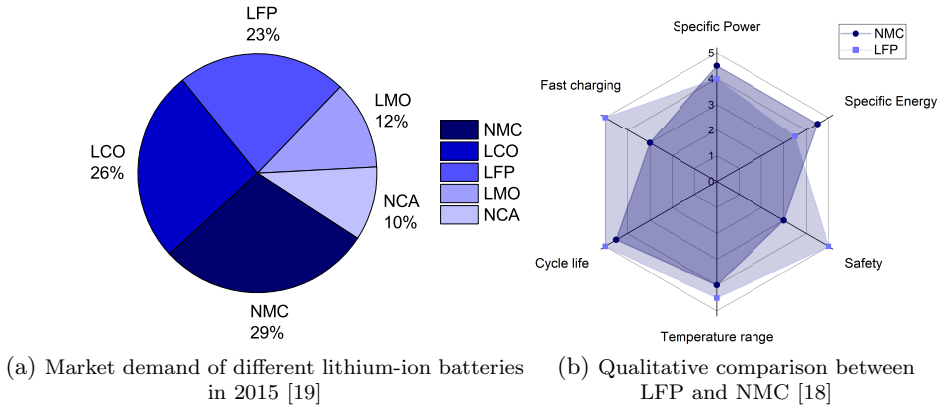 LFP
23%
LMO
12%
LCO
26%
NCA
10%
NMC
29%
NMC
LCO
LFP
LMO
NCA
(a) Market demand of different lithium-ion batteries
in 2015 [19]
Specific Power
NMC
LFP
5
4
3
2
1
0
Fast charging
Specific Energy
Cycle life
Safety
Temperature range
(b) Qualitative comparison between
LFP and NMC [18]